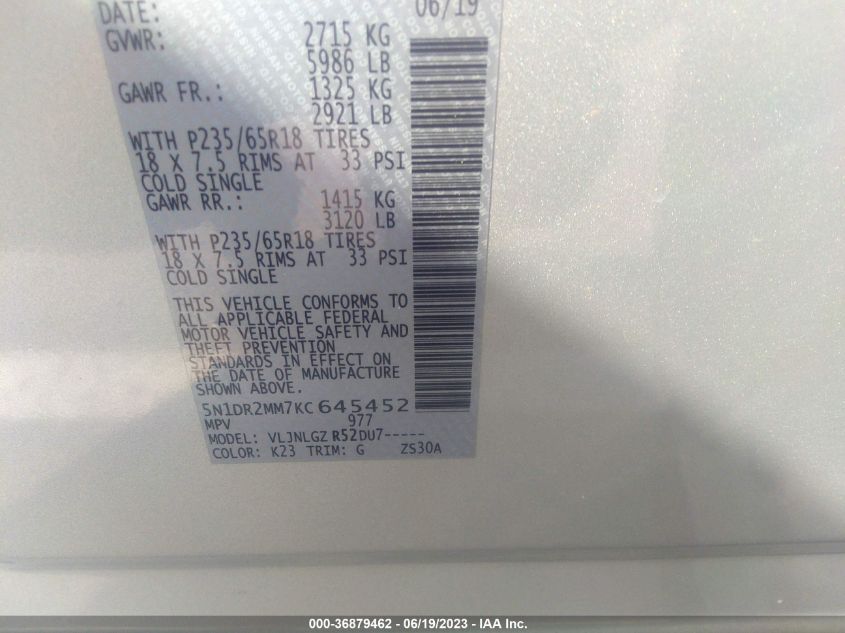 DATE: 06/19
GVWR: 2715 KG
5986 LB
GAWR FR.: 1325 KG
2921 LB
WITH P235/65R18 TIRES
18 X 7.5 RIMS AT 33 PSI
COLD SINGLE
GAWR RR.: 1415 KG
3120 LB
WITH P235/65R18 TIRES
18 X 7.5 RIMS AT 33 PSI
COLD SINGLE
THIS VEHICLE CONFORMS TO
ALL APPLICABLE FEDERAL
MOTOR VEHICLE SAFETY AND
THEFT PREVENTION
STANDARDS IN EFFECT ON
THE DATE OF MANUFACTURE
SHOWN ABOVE.
5N1DR2MM7KC645452
MPV 977
MODEL: VLJNLGZ R52DU7-----
COLOR: K23 TRIM: G ZS30A
000-36879462 - 06/19/2023 - IAA Inc.